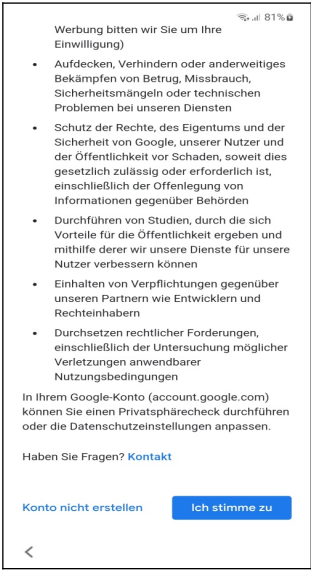 81%
Werbung bitten wir Sie um Ihre
Einwilligung)
• Aufdecken, Verhindern oder anderweitiges
Bekämpfen von Betrug, Missbrauch,
Sicherheitsmängeln oder technischen
Problemen bei unseren Diensten
• Schutz der Rechte, des Eigentums und der
Sicherheit von Google, unserer Nutzer und
der Öffentlichkeit vor Schaden, soweit dies
gesetzlich zulässig oder erforderlich ist,
einschließlich der Offenlegung von
Informationen gegenüber Behörden
• Durchführen von Studien, durch die sich
Vorteile für die Öffentlichkeit ergeben und
mithilfe derer wir unsere Dienste für unsere
Nutzer verbessern können
• Einhalten von Verpflichtungen gegenüber
unseren Partnern wie Entwicklern und
Rechteinhabern
• Durchsetzen rechtlicher Forderungen,
einschließlich der Untersuchung möglicher
Verletzungen anwendbarer
Nutzungsbedingungen
In Ihrem Google-Konto (account.google.com)
können Sie einen Privatsphärecheck durchführen
oder die Datenschutzeinstellungen anpassen.
Haben Sie Fragen? Kontakt
Konto nicht erstellen
Ich stimme zu